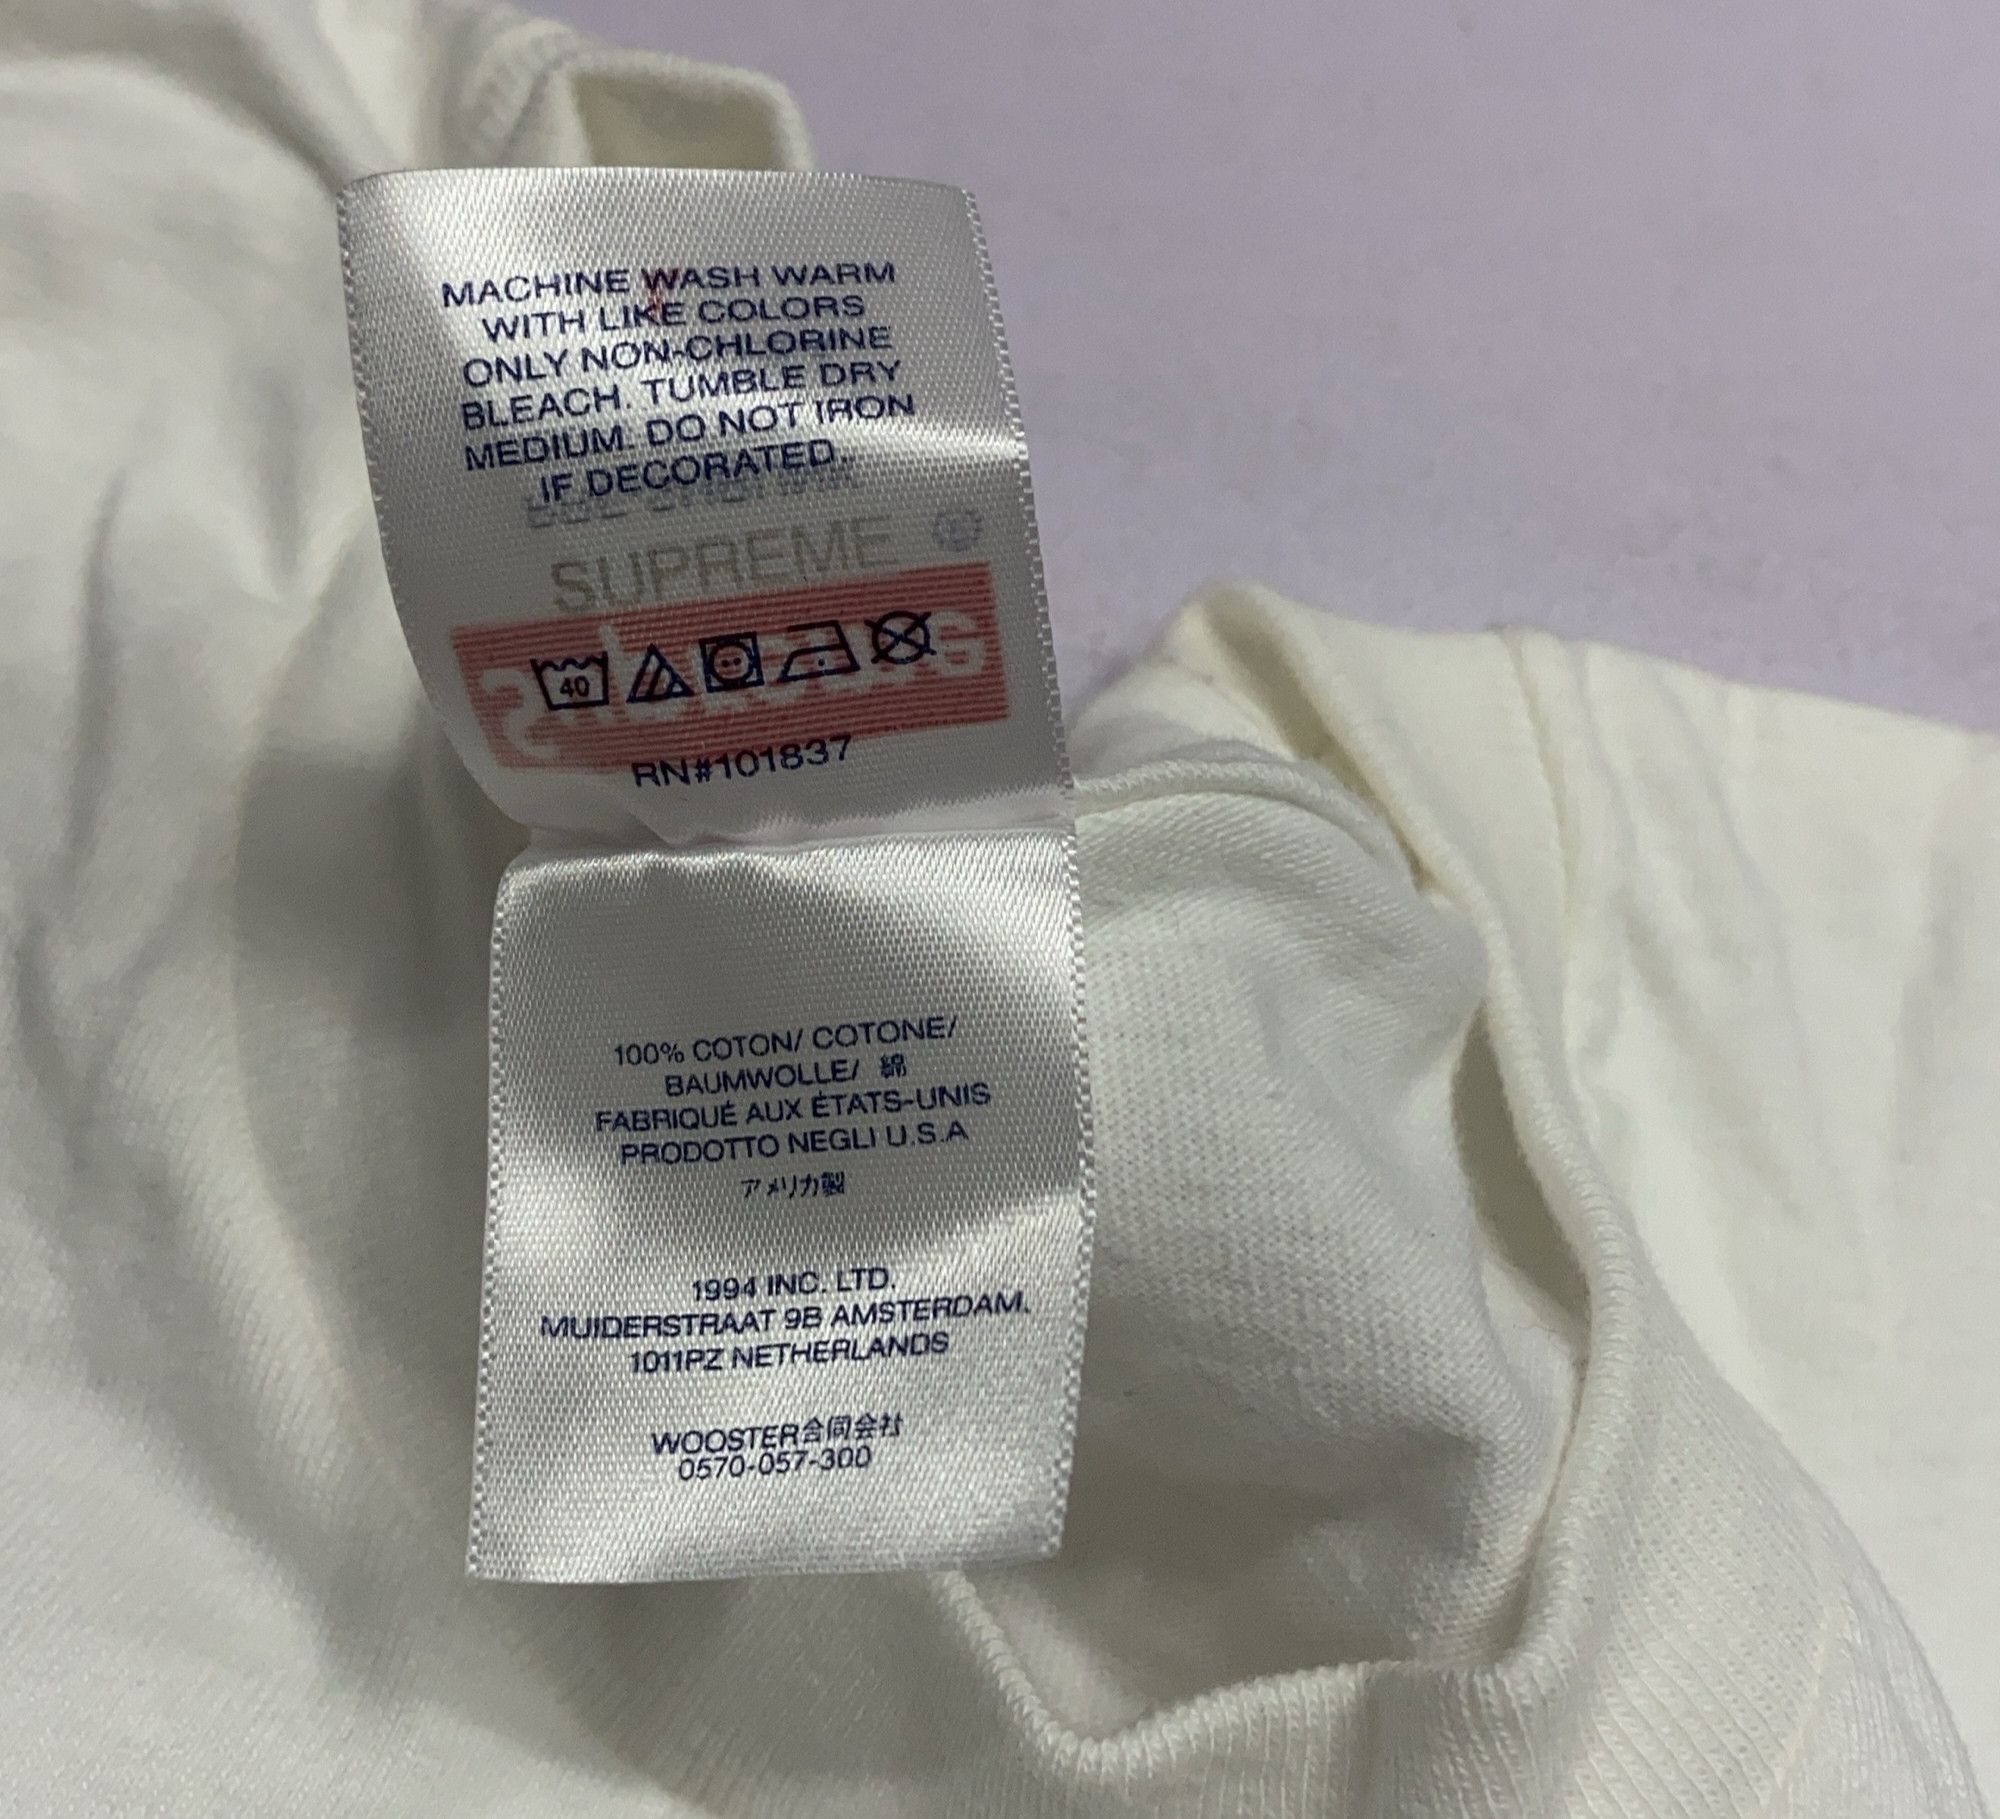 MACHINE WASH WARM
WITH LIKE COLORS
ONLY NON-CHLORINE
BLEACH. TUMBLE DRY
MEDIUM. DO NOT IRON
IF DECORATED.
SUPREME
40
RN#101837
100% COTON/ COTONE/
BAUMWOLLE/ 綿
FABRIQUÉ AUX ÉTATS-UNIS
PRODOTTO NEGLI U.S.A
アメリカ製
1994 INC. LTD.
MUIDERSTRAAT 9B AMSTERDAM.
1011PZ NETHERLANDS
WOOSTER合同会社
0570-057-300